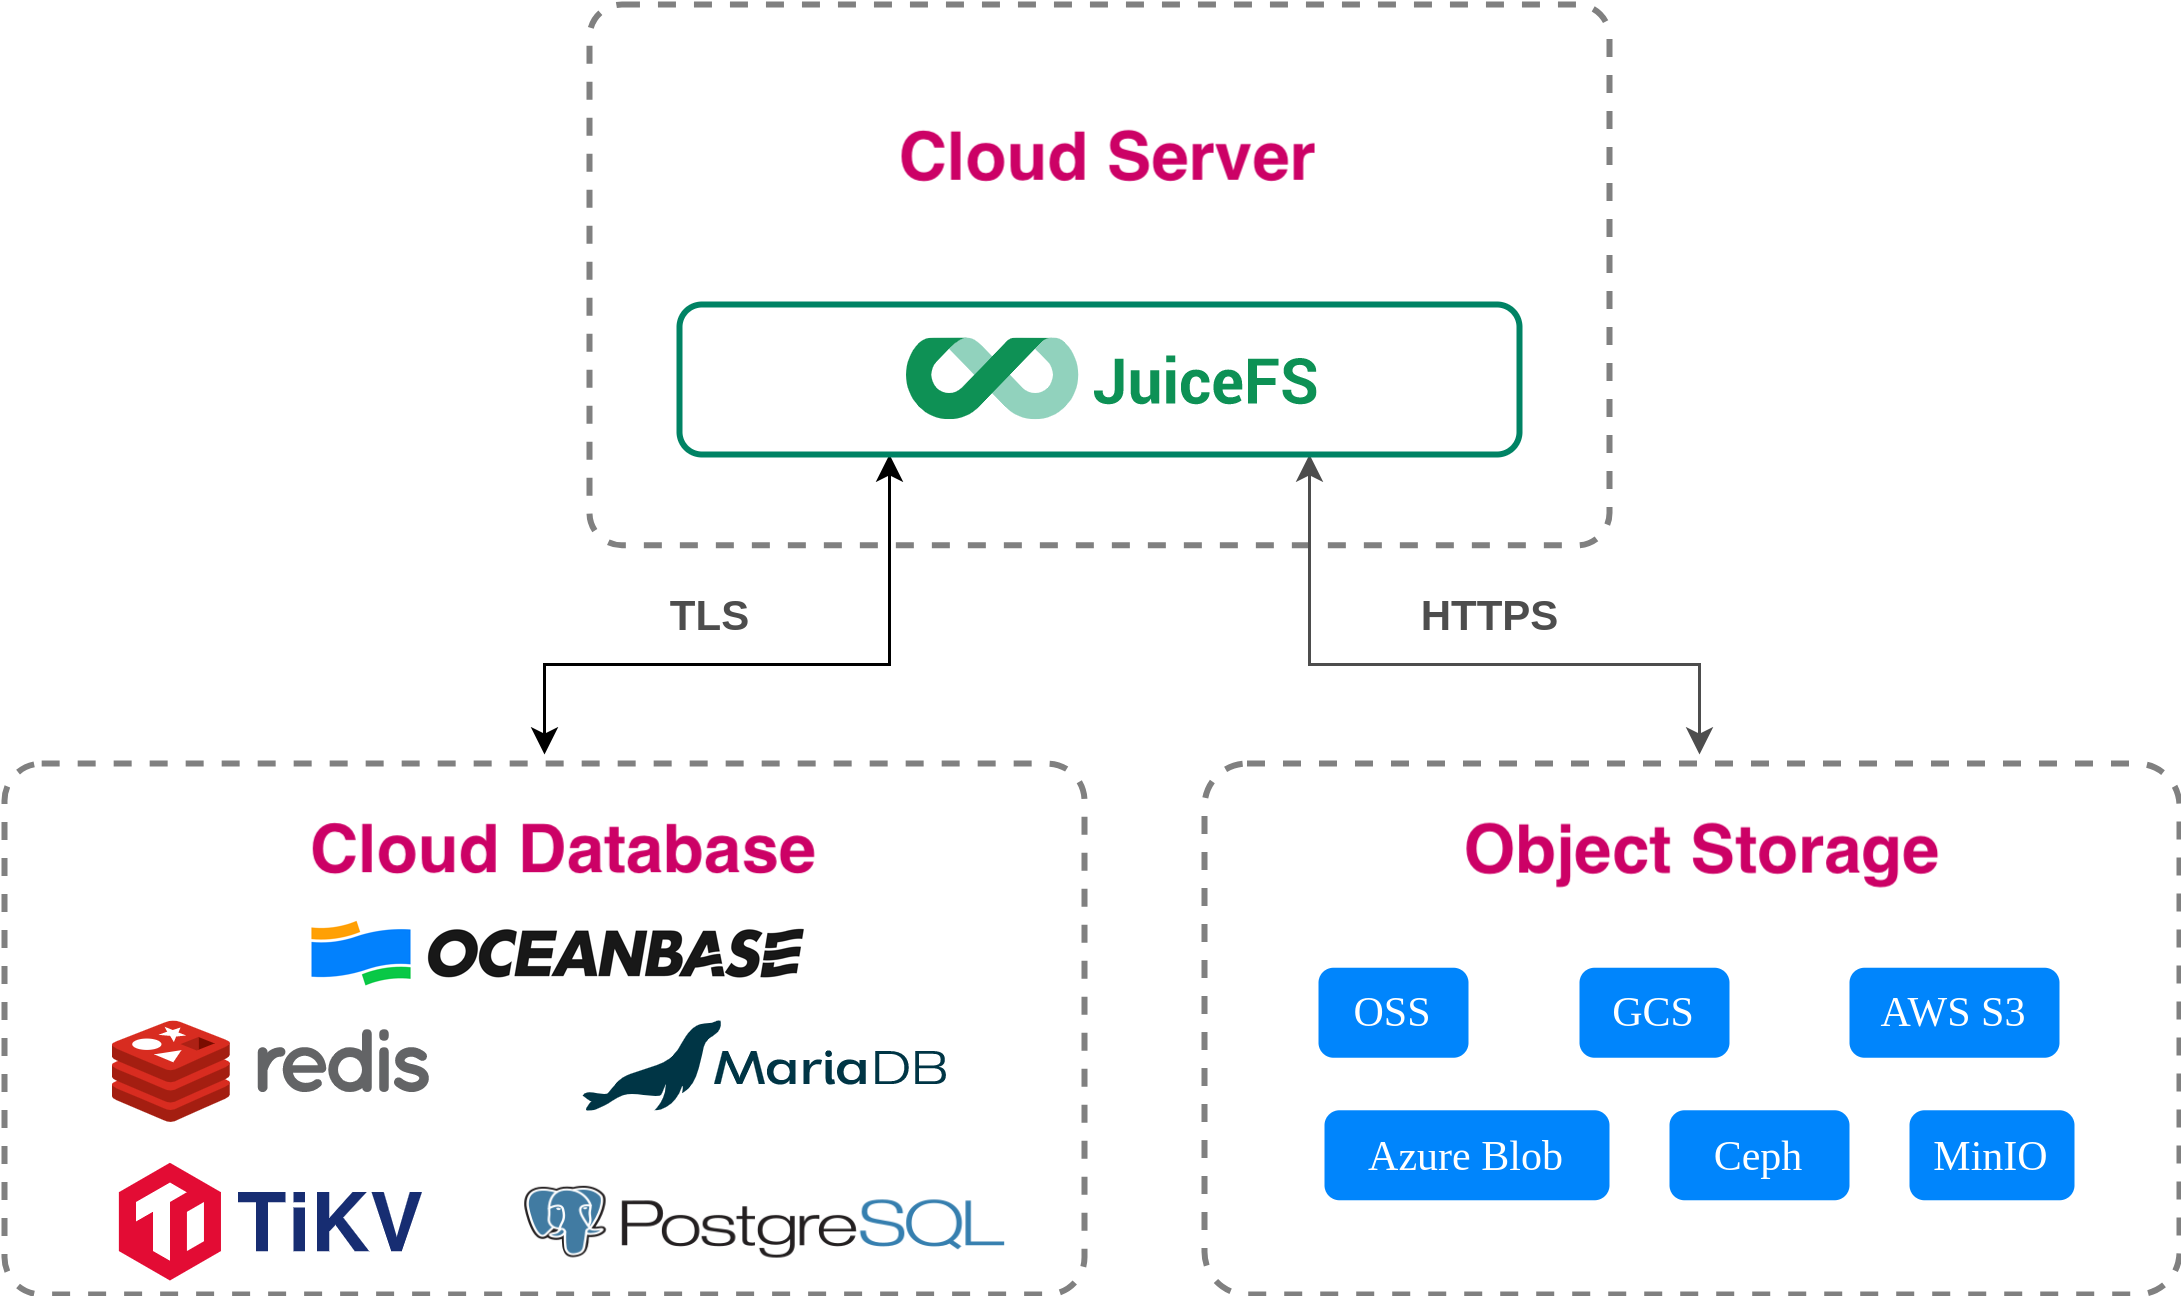 Cloud Server
JuiceFS
TLS
HTTPS
Cloud Database
OCEANBASE
redis
MariaDB
TiKV
PostgreSQL
Object Storage
OSS
GCS
AWS S3
Azure Blob
Ceph
MinIO